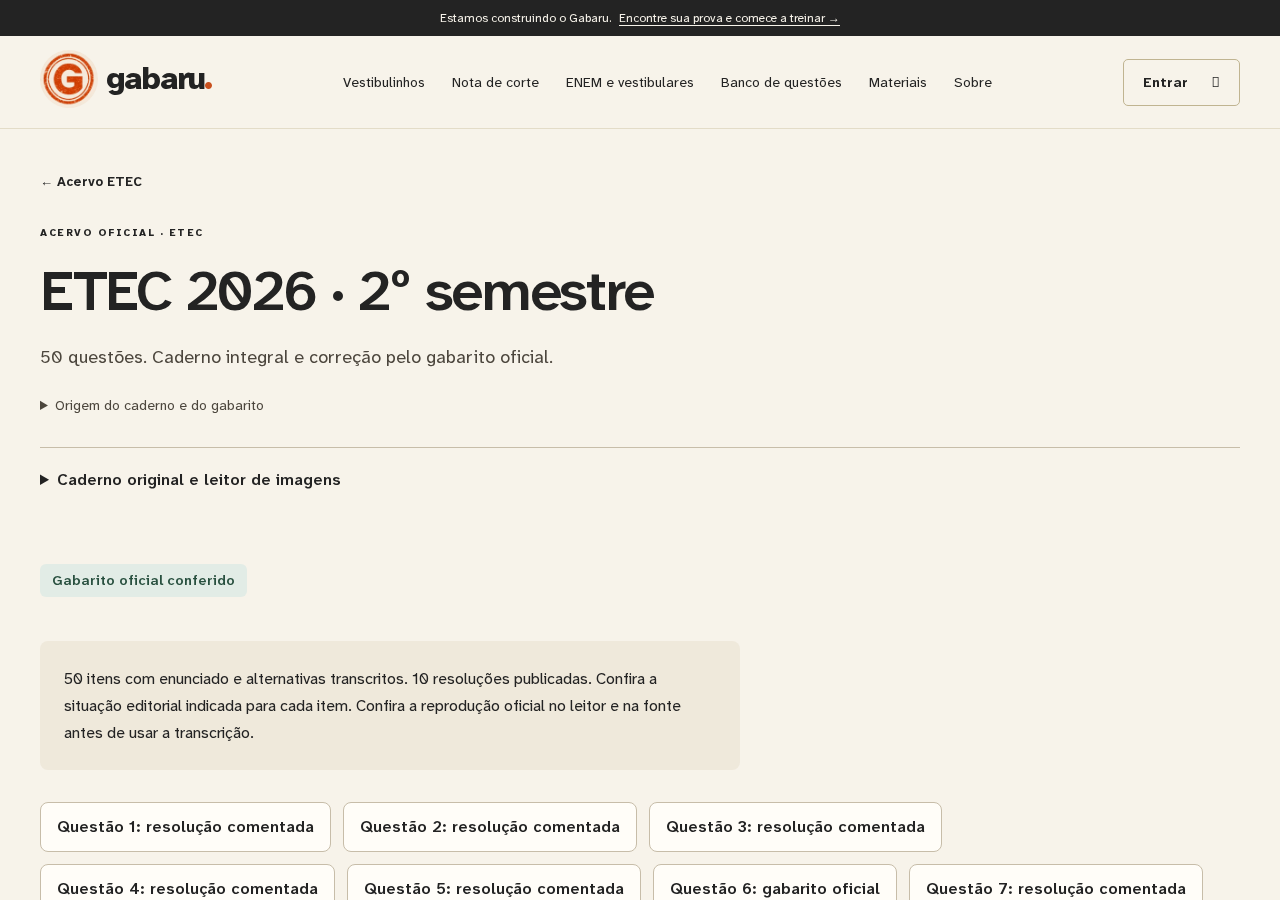 Estamos construindo o Gabaru. Encontre sua prova e comece a treinar →
G gabaru.
Vestibulinhos Nota de corte ENEM e vestibulares Banco de questões Materiais Sobre Entrar
← Acervo ETEC
ACERVO OFICIAL · ETEC
ETEC 2026 · 2º semestre
50 questões. Caderno integral e correção pelo gabarito oficial.
Origem do caderno e do gabarito
Caderno original e leitor de imagens
Gabarito oficial conferido
50 itens com enunciado e alternativas transcritos. 10 resoluções publicadas. Confira a
situação editorial indicada para cada item. Confira a reprodução oficial no leitor e na fonte
antes de usar a transcrição.
Questão 1: resolução comentada Questão 2: resolução comentada Questão 3: resolução comentada
Questão 4: resolução comentada Questão 5: resolução comentada Questão 6: gabarito oficial Questão 7: resolução comentada